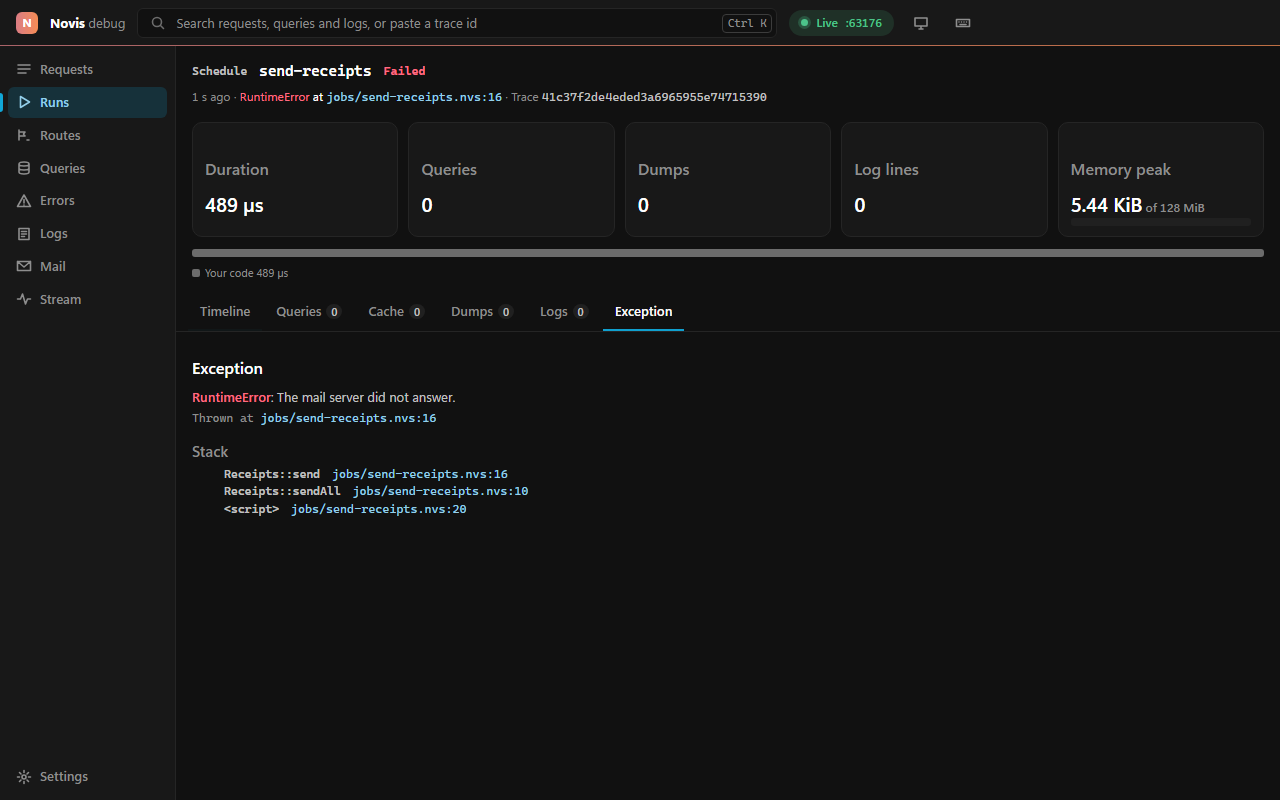 N Novis debug Search requests, queries and logs, or paste a trace id Ctrl K Live :63176
Requests
Runs
Routes
Queries
Errors
Logs
Mail
Stream
Settings
Schedule send-receipts Failed
1 s ago · RuntimeError at jobs/send-receipts.nvs:16 · Trace 41c37f2de4eded3a6965955e74715390
Duration
489 µs
Queries
0
Dumps
0
Log lines
0
Memory peak
5.44 KiB of 128 MiB
Your code 489 µs
Timeline Queries 0 Cache 0 Dumps 0 Logs 0 Exception
Exception
RuntimeError: The mail server did not answer.
Thrown at jobs/send-receipts.nvs:16
Stack
Receipts::send jobs/send-receipts.nvs:16
Receipts::sendAll jobs/send-receipts.nvs:10
<script> jobs/send-receipts.nvs:20